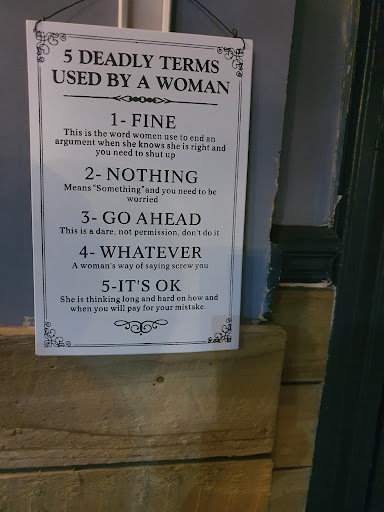 5 DEADLY TERMS
USED BY A WOMAN
1- FINE
This is the word women use to end an
argument when she knows she is right and
you need to shut up
2- NOTHING
Means "Something" and you need to be
worried
3- GO AHEAD
This is a dare, not permission, don't do it
4- WHATEVER
A woman's way of saying screw you
5-IT'S OK
She is thinking long and hard on how and
when you will pay for your mistake.